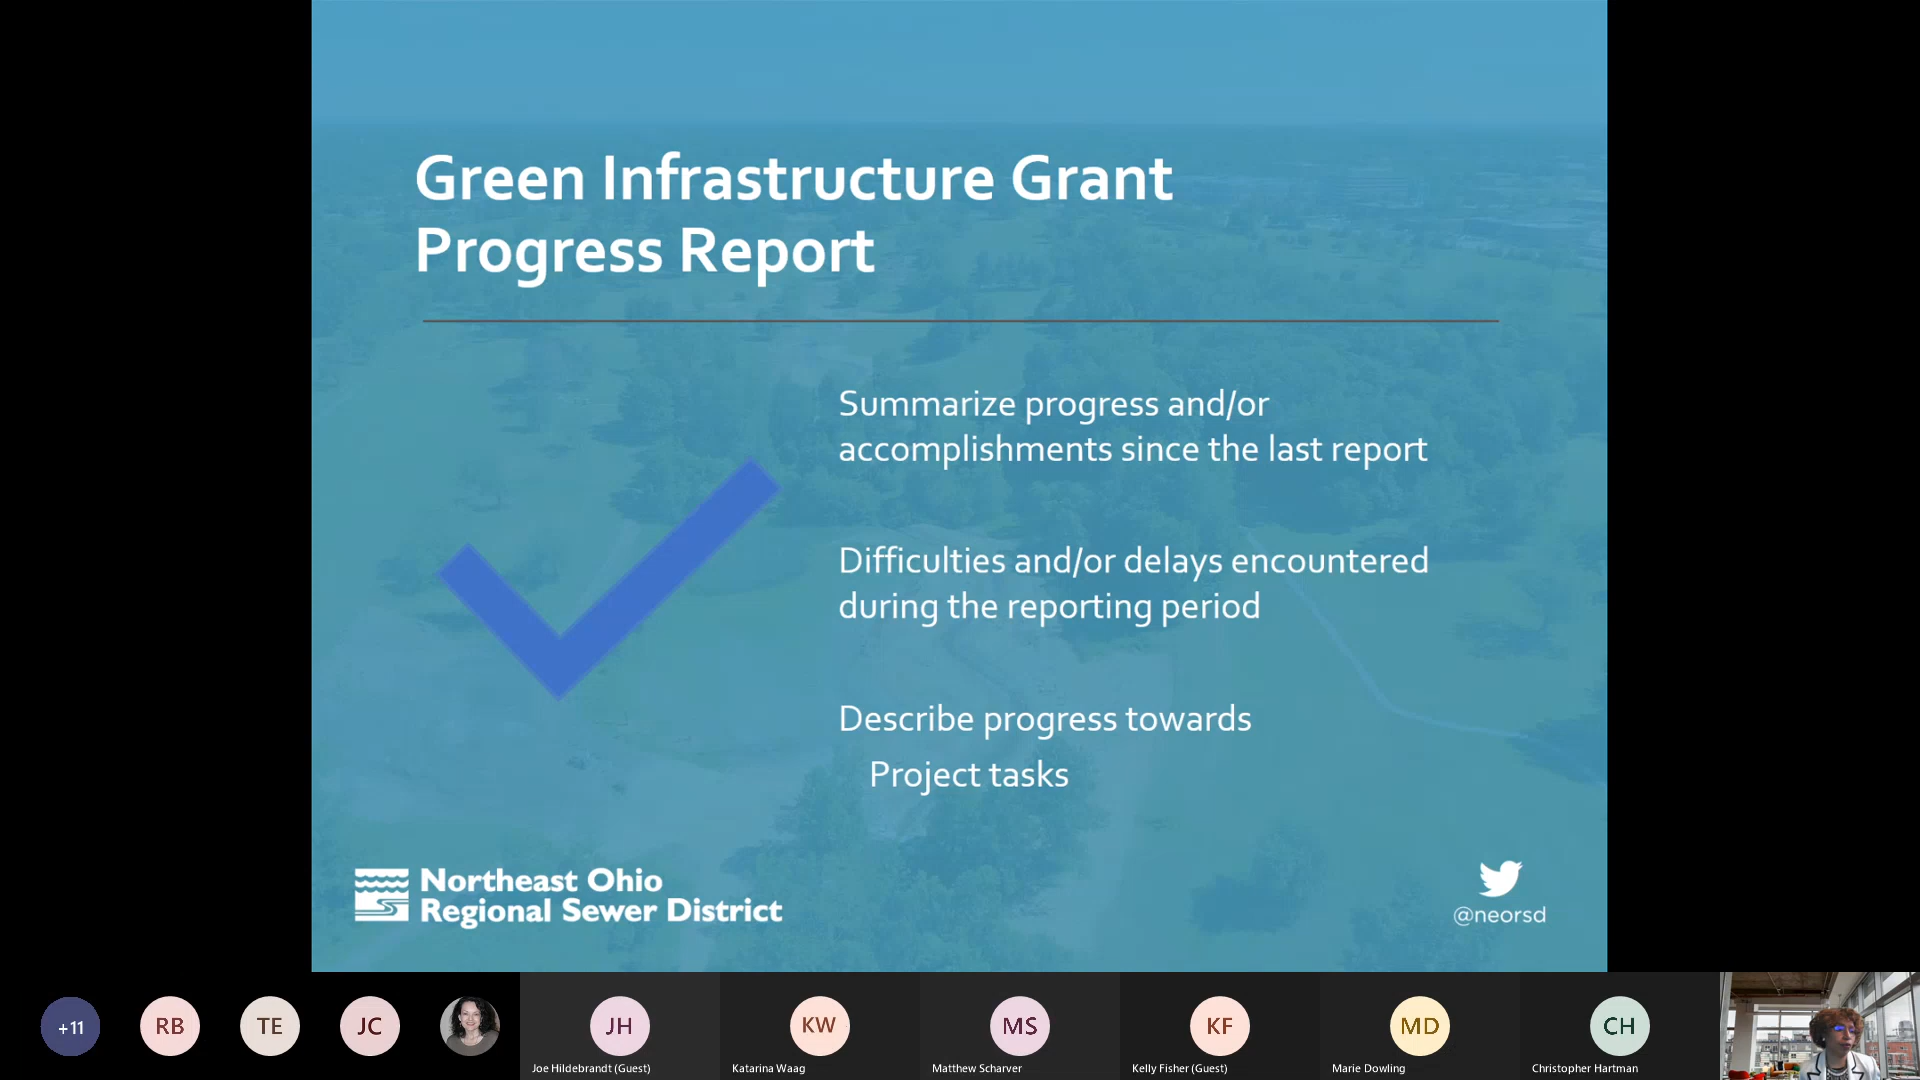 Green Infrastructure Grant
Progress Report
Summarize progress and/or
accomplishments since the last report
Difficulties and/or delays encountered
during the reporting period
Describe progress towards
Project tasks
Northeast Ohio
Regional Sewer District
@neorsd
+11
RB
TE
JC
JH
KW
MS
KF
MD
CH
Joe Hildebrandt (Guest)
Katarina Waag
Matthew Scharver
Kelly Fisher (Guest)
Marie Dowling
Christopher Hartman